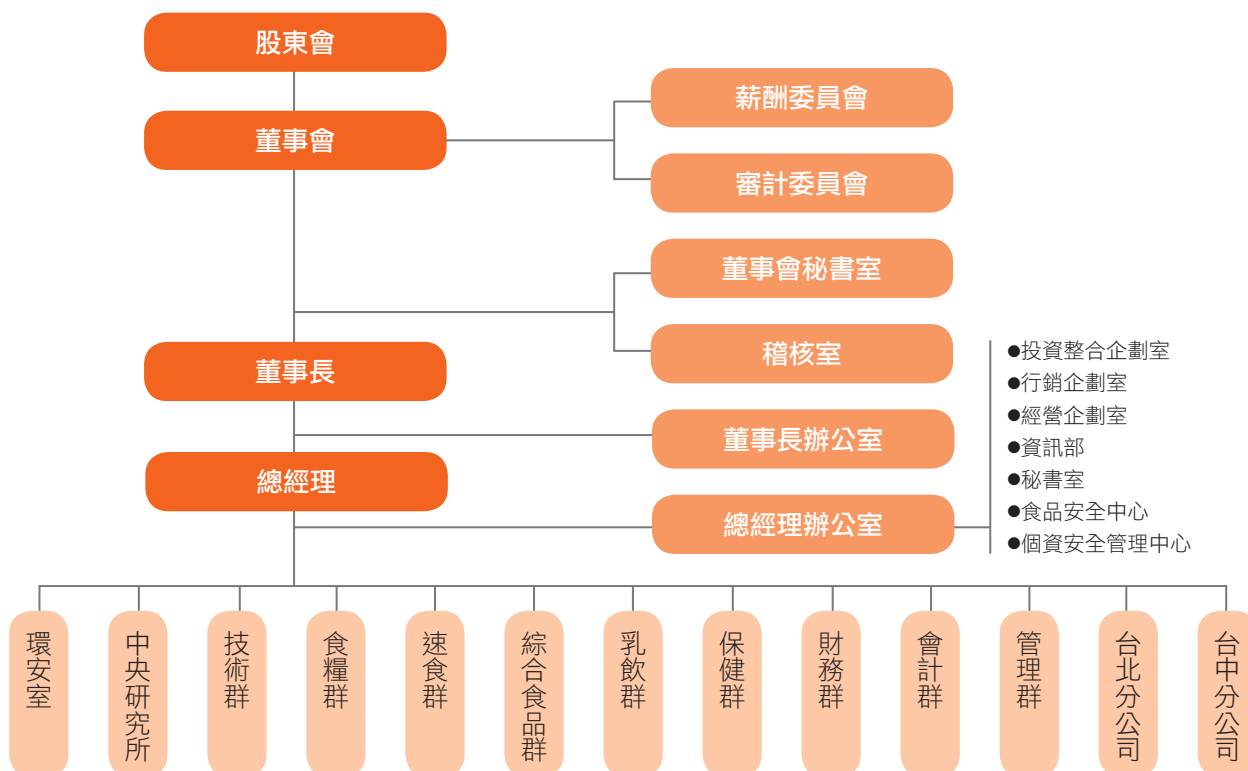 股東會
董事會
薪酬委員會
審計委員會
董事會秘書室
稽核室
董事長
董事長辦公室
總經理
總經理辦公室
●投資整合企劃室
●行銷企劃室
●經營企劃室
●資訊部
●秘書室
●食品安全中心
●個資安全管理中心
環安室
中央研究所
技術群
食糧群
速食群
綜合食品群
乳飲群
保健群
財務群
會計群
管理群
台北分公司
台中分公司